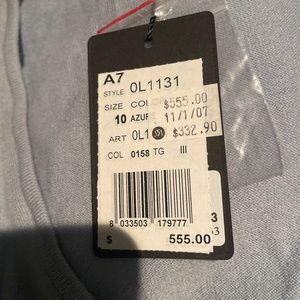 A7
STYLE 0L1131
SIZE COL $555.00
10 AZUR 11/1/07
ART 0L1 $332.90
COL 0158 TG III
8 033503 179777
3
$ 555.00